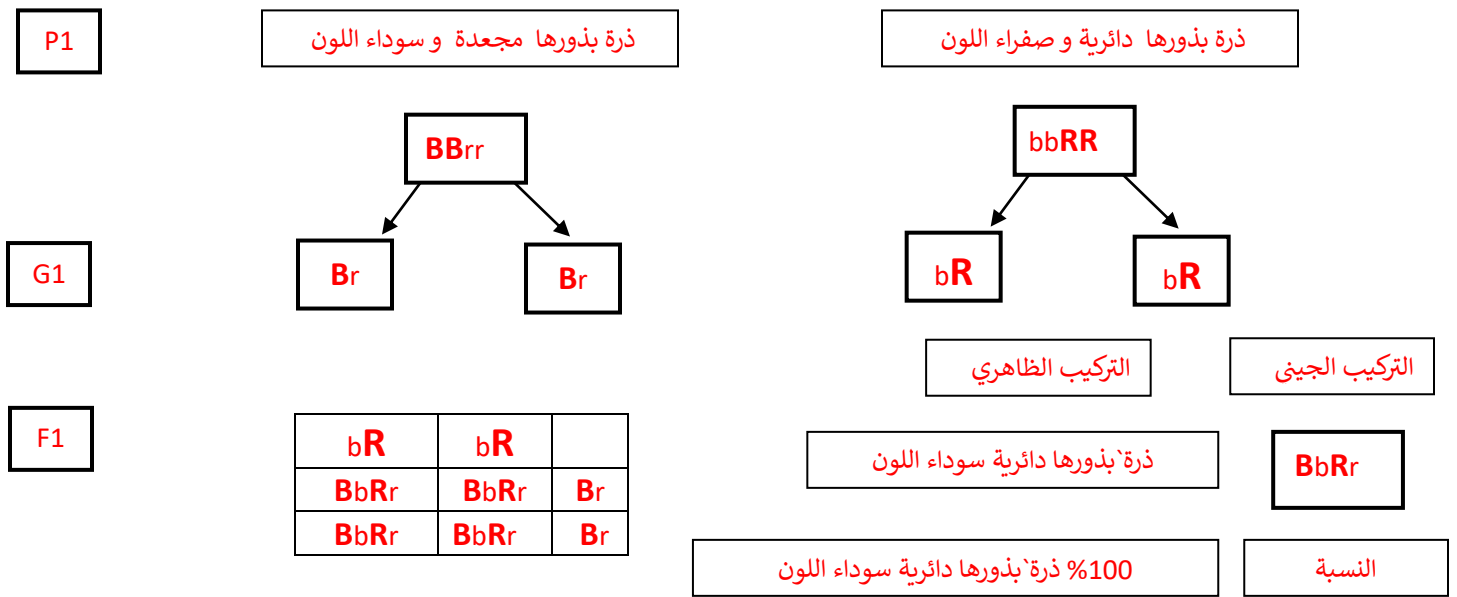 P1
ذرة بذورها دائرية و صفراء اللون
ذرة بذورها مجعدة و سوداء اللون
bbRR
BBrr
G1
bR
bR
Br
Br
التركيب الجينى
التركيب الظاهري
F1
BbRr
ذرة`بذورها دائرية سوداء اللون
bR bR
BbRr BbRr Br
BbRr BbRr Br
النسبة
100% ذرة`بذورها دائرية سوداء اللون